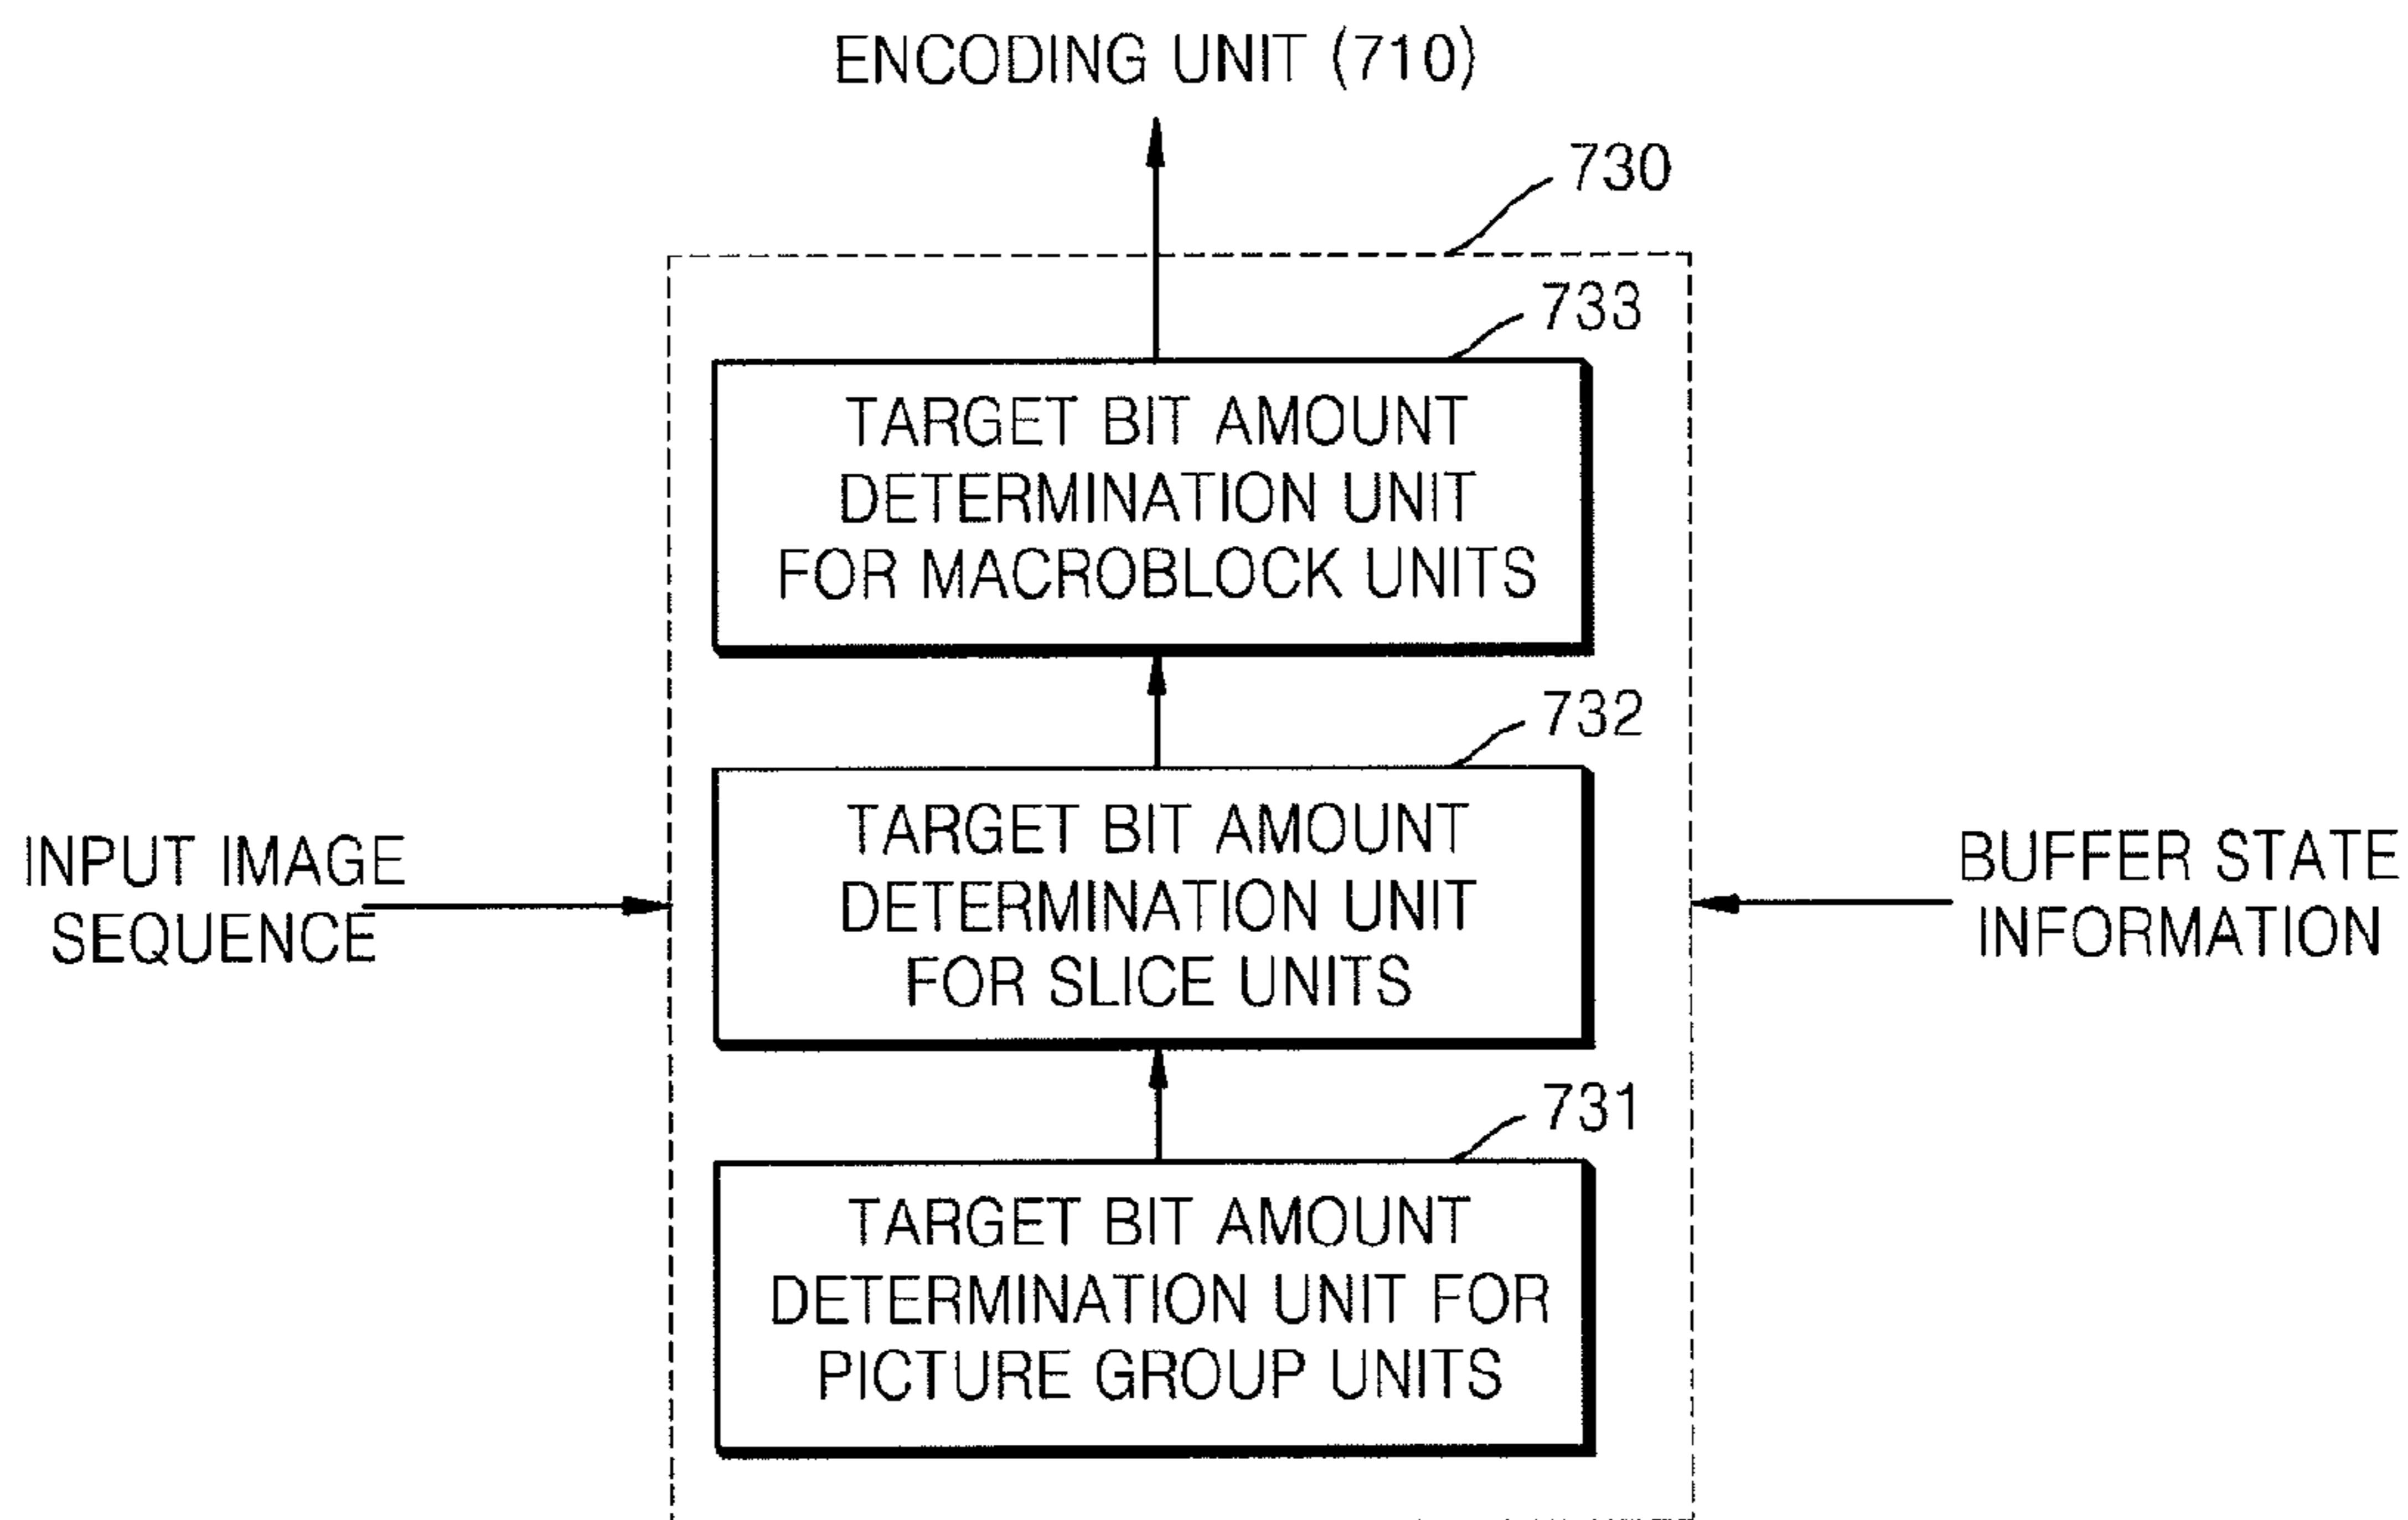 ENCODING UNIT (710)
730
733
TARGET BIT AMOUNT
DETERMINATION UNIT
FOR MACROBLOCK UNITS
732
TARGET BIT AMOUNT
DETERMINATION UNIT
FOR SLICE UNITS
INPUT IMAGE
SEQUENCE
BUFFER STATE
INFORMATION
731
TARGET BIT AMOUNT
DETERMINATION UNIT FOR
PICTURE GROUP UNITS